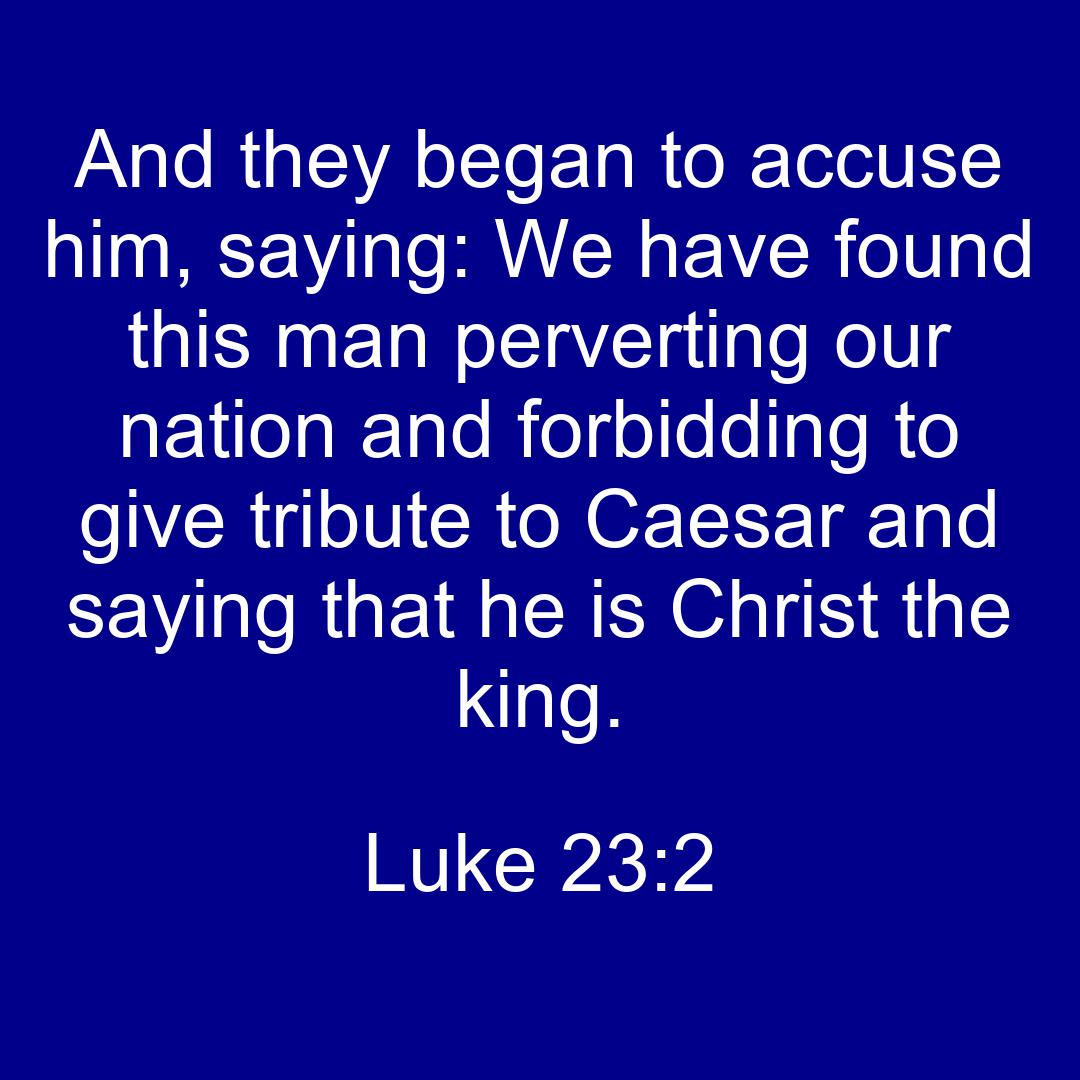 And they began to accuse
him, saying: We have found
this man perverting our
nation and forbidding to
give tribute to Caesar and
saying that he is Christ the
king.
Luke 23:2